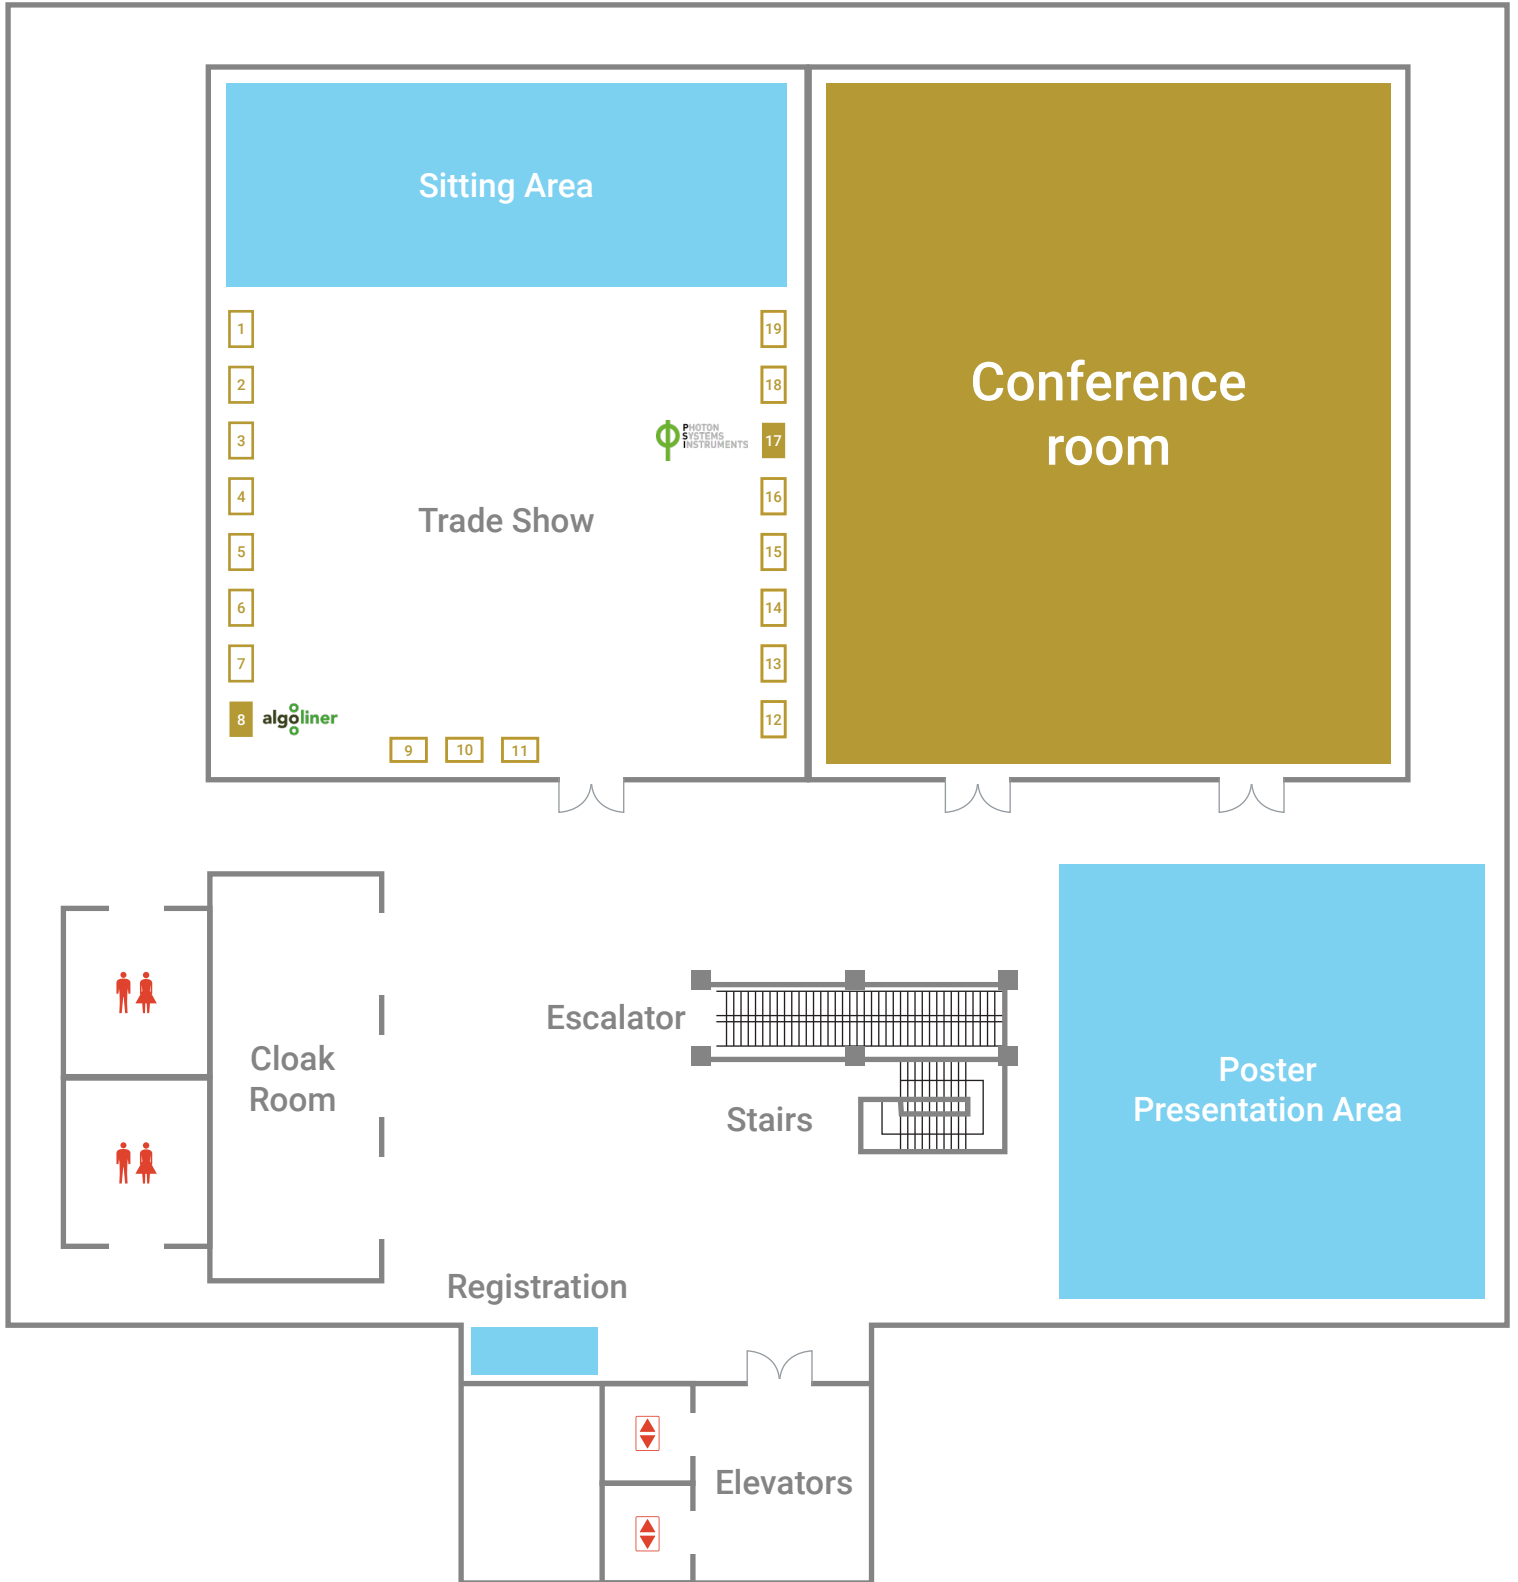 Sitting Area
Conference
room
1
2
3
4
5
6
7
8
algoliner
9
10
11
19
18
17
PHOTON
SYSTEMS
INSTRUMENTS
16
15
14
13
12
Trade Show
Cloak
Room
Escalator
Stairs
Poster
Presentation Area
Registration
Elevators